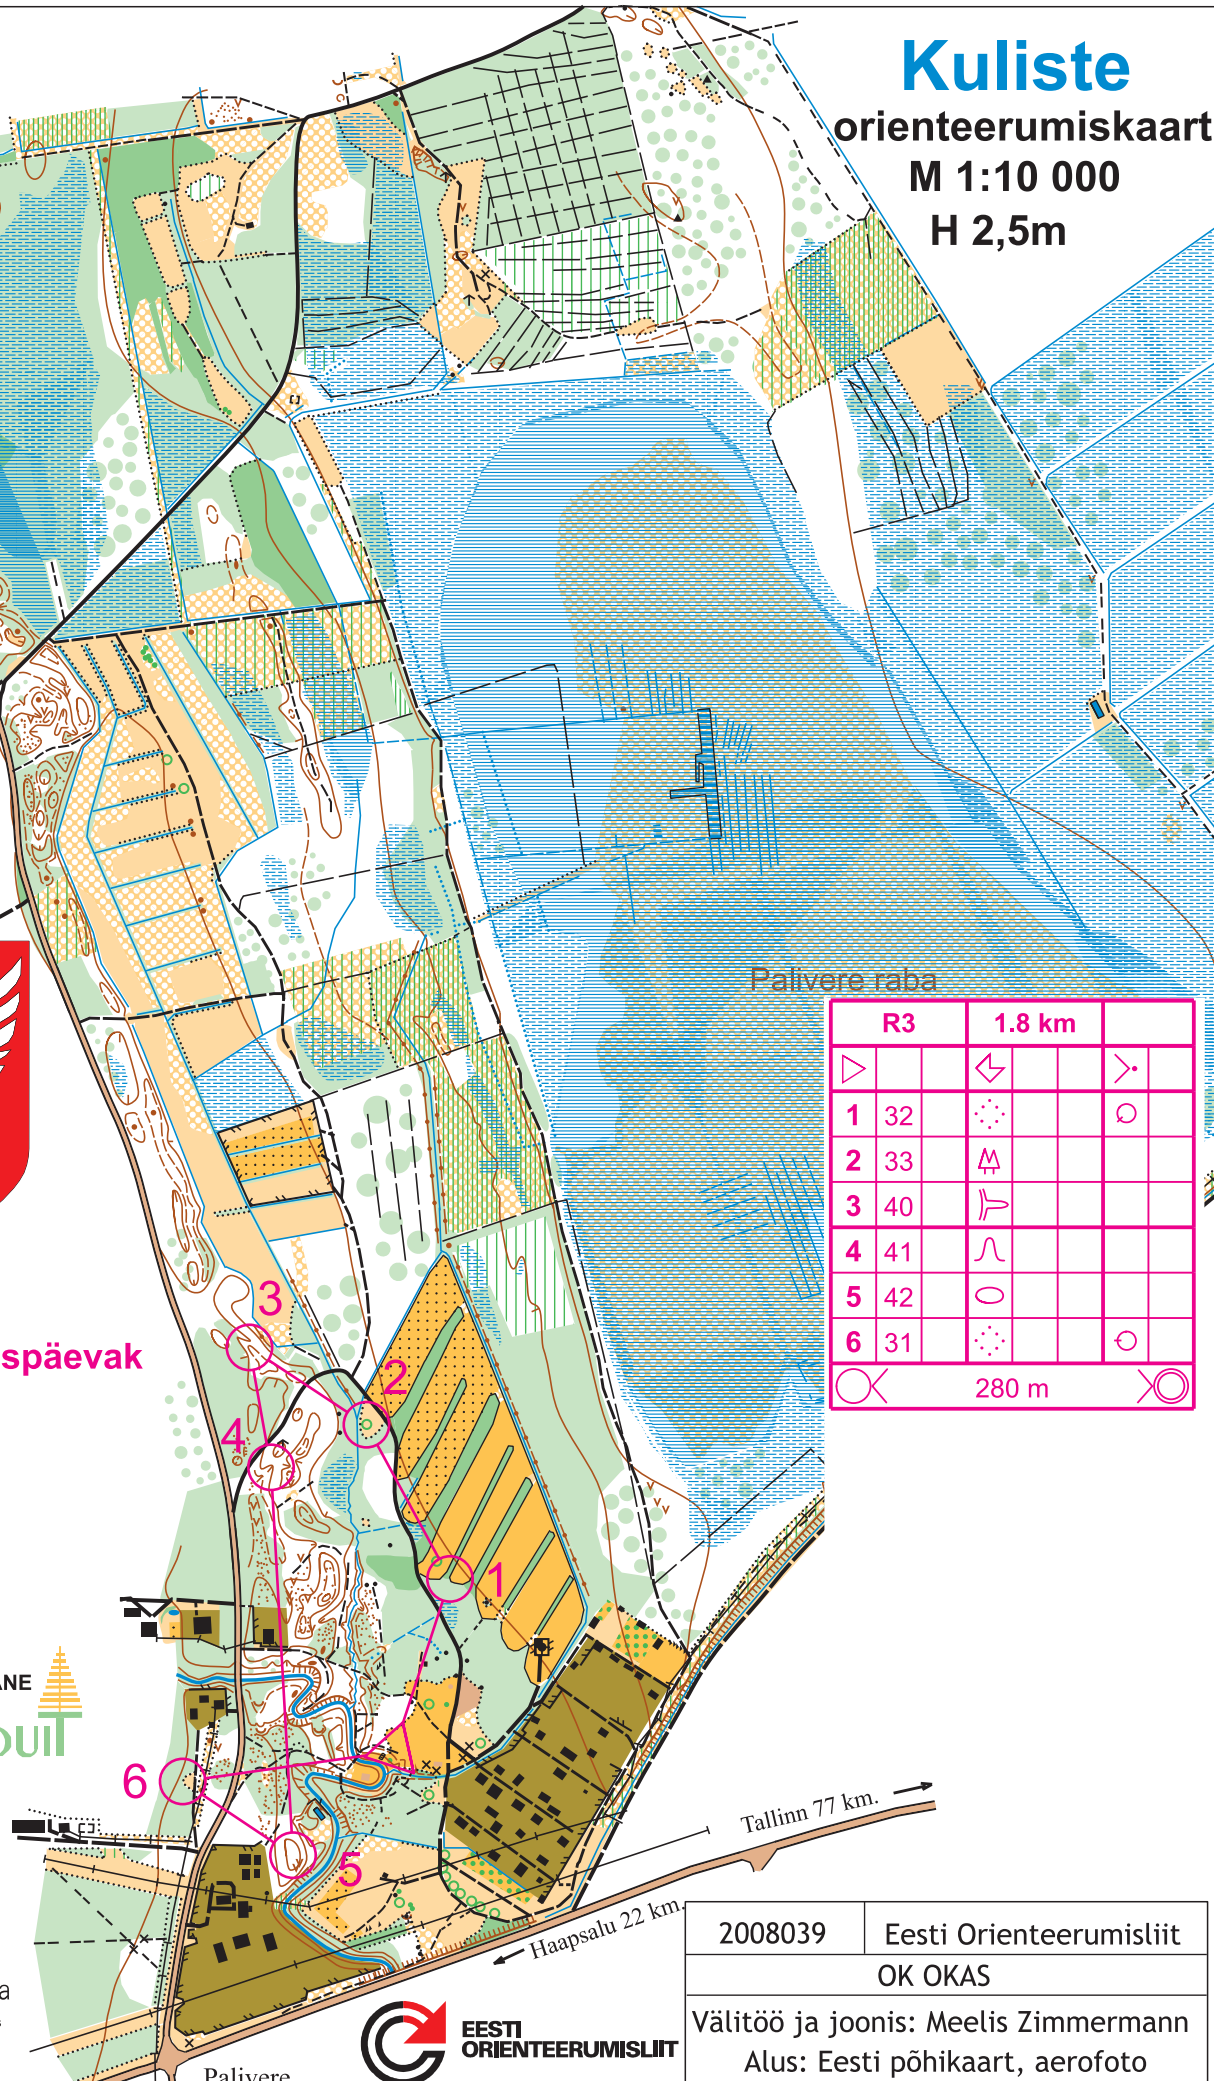 Kuliste
orienteerumiskaart
M 1:10 000
H 2,5m
Palivere raba
R3 1.8 km
1 32
2 33
3 40
4 41
5 42
6 31
280 m
3
späevak
2
4
1
ANE
OUIT
6
5
Tallinn 77 km.
Haapsalu 22 km.
2008039 Eesti Orienteerumisliit
OK OKAS
Välitöö ja joonis: Meelis Zimmermann
Alus: Eesti põhikaart, aerofoto
a
EESTI
ORIENTEERUMISLIIT
Palivere